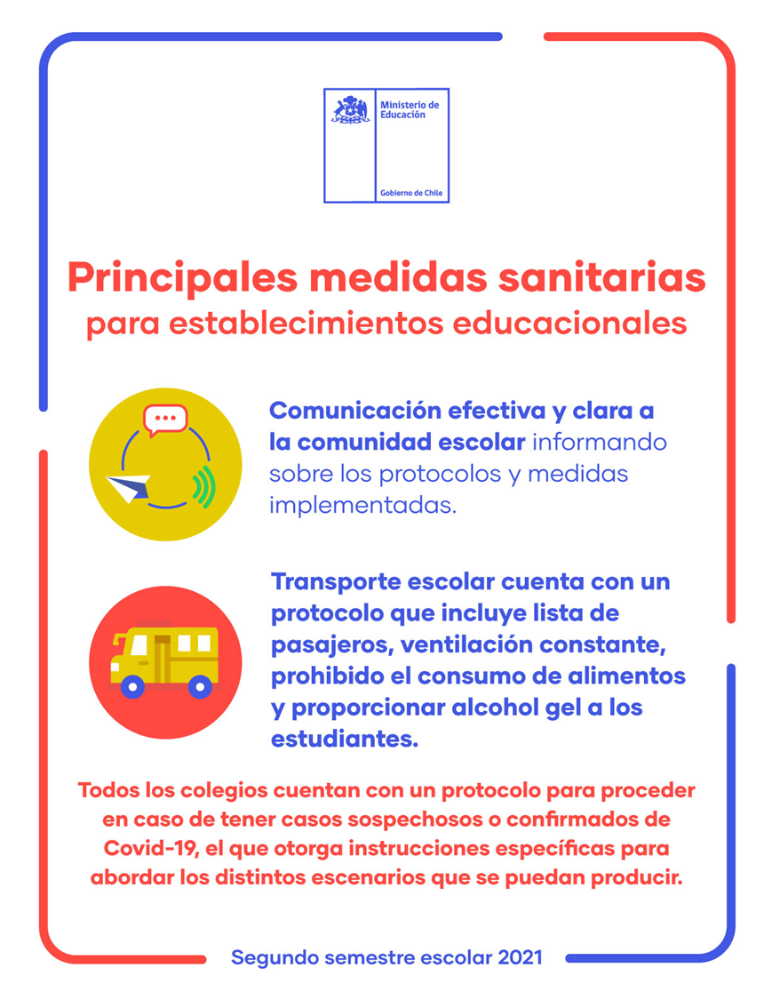 Ministerio de
Educación
Gobierno de Chile
Principales medidas sanitarias
para establecimientos educacionales
Comunicación efectiva y clara a
la comunidad escolar informando
sobre los protocolos y medidas
implementadas.
Transporte escolar cuenta con un
protocolo que incluye lista de
pasajeros, ventilación constante,
prohibido el consumo de alimentos
y proporcionar alcohol gel a los
estudiantes.
Todos los colegios cuentan con un protocolo para proceder
en caso de tener casos sospechosos o confirmados de
Covid-19, el que otorga instrucciones específicas para
abordar los distintos escenarios que se puedan producir.
Segundo semestre escolar 2021